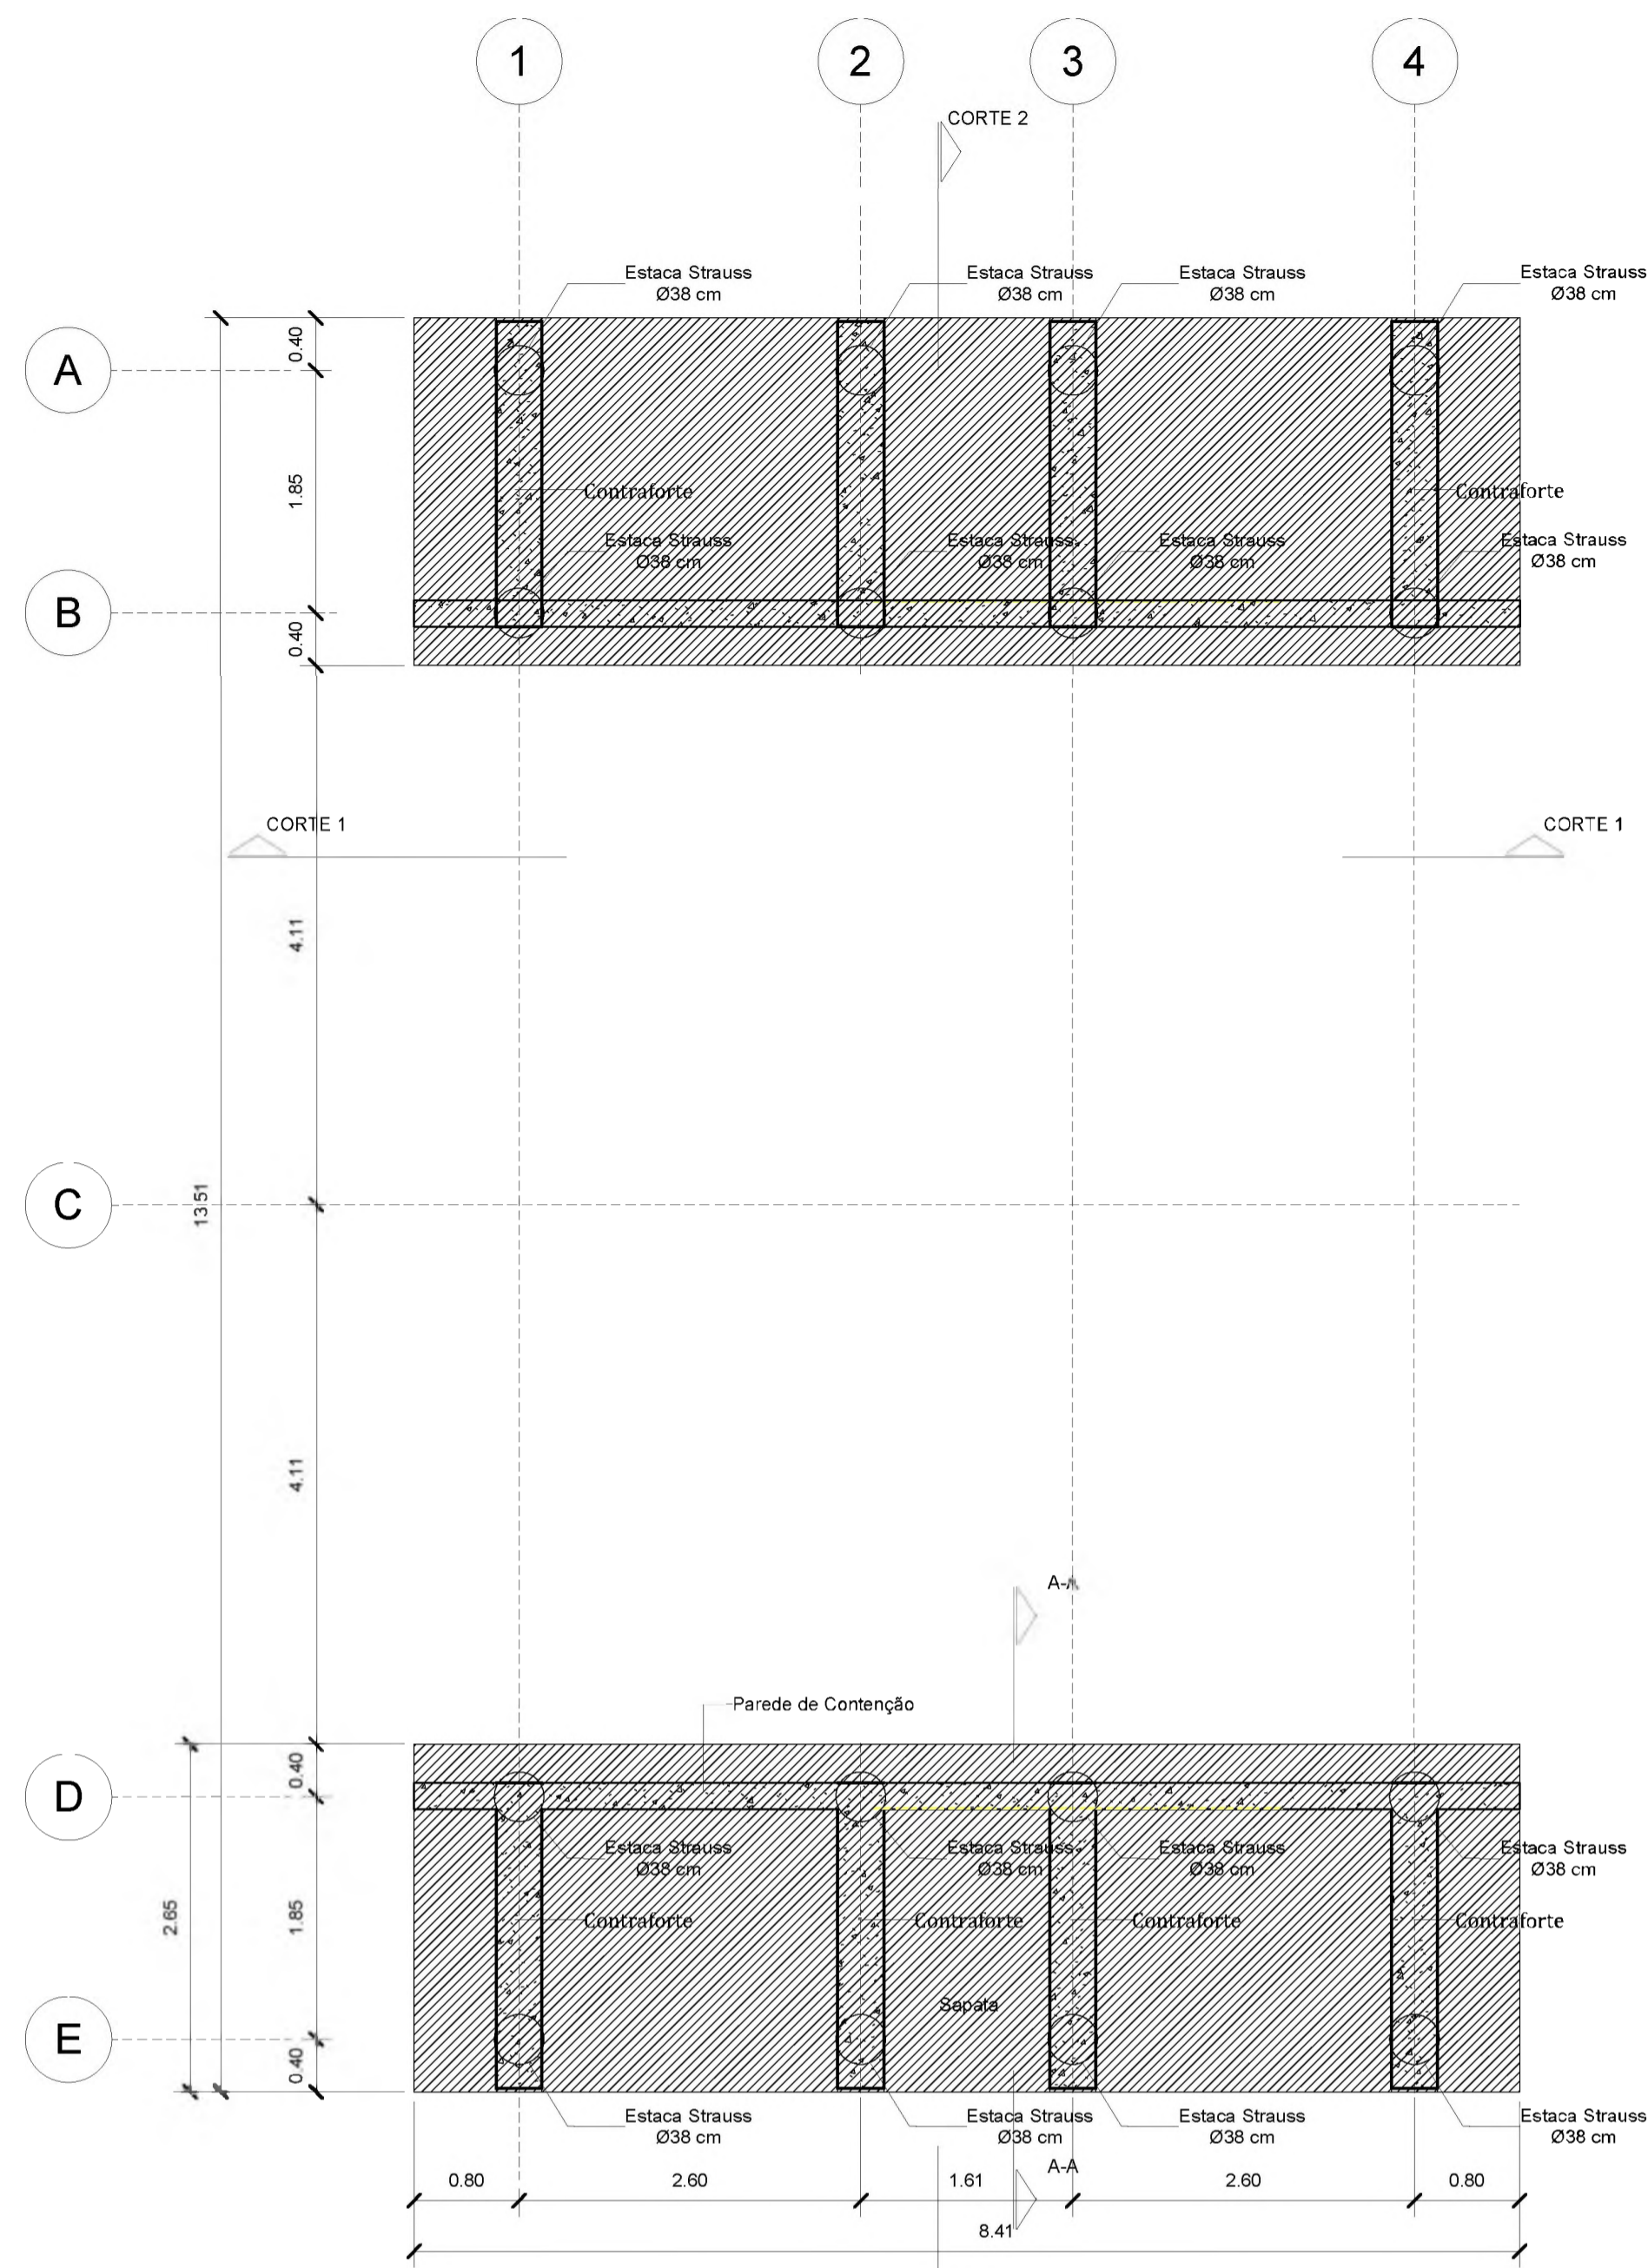 1 2 3 4
CORTE 2
Estaca Strauss Estaca Strauss Estaca Strauss Estaca Strauss
Ø38 cm Ø38 cm Ø38 cm Ø38 cm
0.40
A
1.85
Contraforte Contraforte
Estaca Strauss Estaca Strauss Estaca Strauss Estaca Strauss
Ø38 cm Ø38 cm Ø38 cm Ø38 cm
B
0.40
CORTE 1 CORTE 1
4.11
C
13.51
4.11
A-A
Parede de Contenção
0.40
D
Estaca Strauss Estaca Strauss Estaca Strauss Estaca Strauss
Ø38 cm Ø38 cm Ø38 cm Ø38 cm
2.65
1.85
Contraforte Contraforte Contraforte Contraforte
Sapata
E
0.40
Estaca Strauss Estaca Strauss Estaca Strauss Estaca Strauss
Ø38 cm Ø38 cm Ø38 cm Ø38 cm
A-A
0.80 2.60 1.61 2.60 0.80
8.41